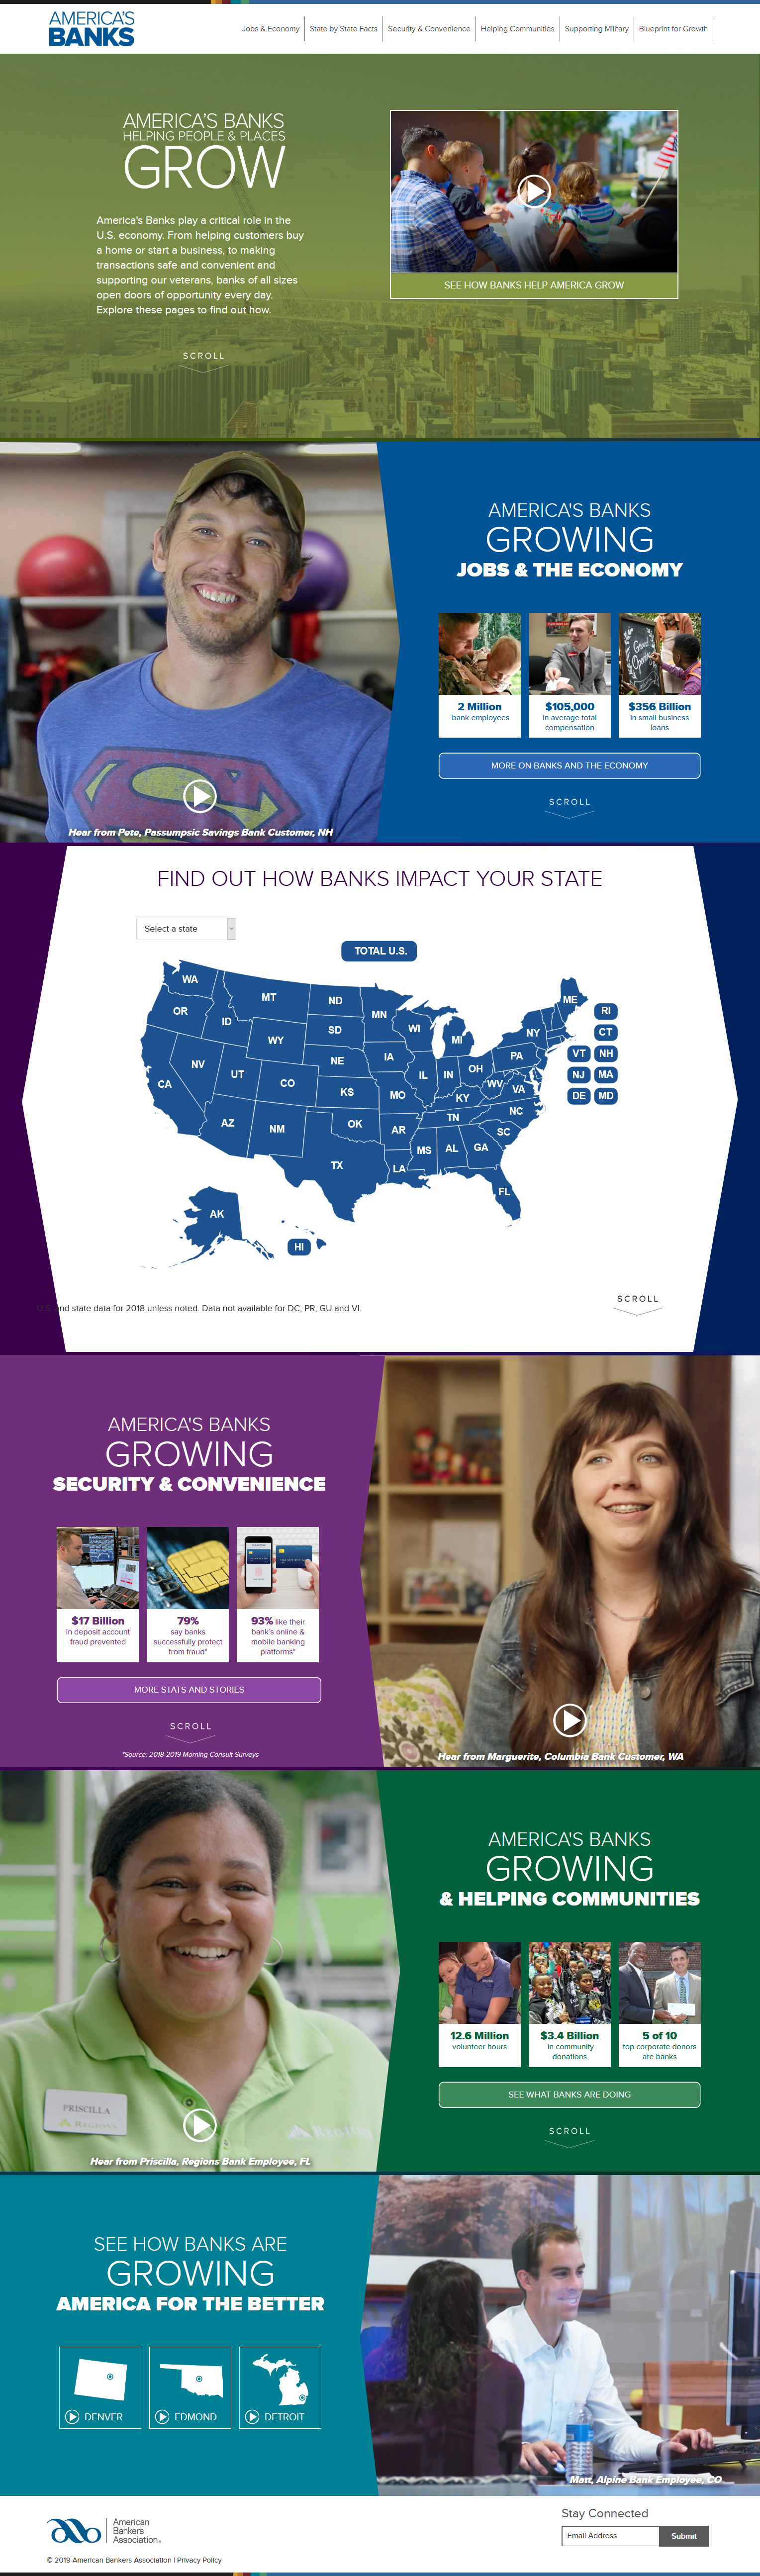 AMERICA'S
BANKS
Jobs & Economy
State by State Facts
Security & Convenience
Helping Communities
Supporting Military
Blueprint for Growth
AMERICA'S BANKS
HELPING PEOPLE & PLACES
GROW
America's Banks play a critical role in the
U.S. economy. From helping customers buy
a home or start a business, to making
transactions safe and convenient and
supporting our veterans, banks of all sizes
open doors of opportunity every day.
Explore these pages to find out how.
SCROLL
SEE HOW BANKS HELP AMERICA GROW
Hear from Pete, Passumpsic Savings Bank Customer, NH
AMERICA'S BANKS
GROWING
JOBS & THE ECONOMY
Grand
Opening
2 Million
bank employees
$105,000
in average total
compensation
$356 Billion
in small business
loans
MORE ON BANKS AND THE ECONOMY
SCROLL
FIND OUT HOW BANKS IMPACT YOUR STATE
Select a state
TOTAL U.S.
WA
OR
ID
MT
ND
MN
WI
MI
ME
RI
CT
NY
VT
NH
NJ
MA
DE
MD
SD
WY
NE
IA
PA
OH
IN
IL
NV
UT
CO
CA
KS
MO
KY
WV
VA
NC
TN
AZ
NM
OK
AR
SC
MS
AL
GA
TX
LA
FL
AK
HI
SCROLL
U.S. and state data for 2018 unless noted. Data not available for DC, PR, GU and VI.
AMERICA'S BANKS
GROWING
SECURITY & CONVENIENCE
$17 Billion
in deposit account
fraud prevented
79%
say banks
successfully protect
from fraud*
93% like their
bank's online &
mobile banking
platforms*
MORE STATS AND STORIES
SCROLL
*Source: 2018-2019 Morning Consult Surveys
Hear from Marguerite, Columbia Bank Customer, WA
PRISCILLA
REGIONS
Hear from Priscilla, Regions Bank Employee, FL
AMERICA'S BANKS
GROWING
& HELPING COMMUNITIES
12.6 Million
volunteer hours
$3.4 Billion
in community
donations
5 of 10
top corporate donors
are banks
SEE WHAT BANKS ARE DOING
SCROLL
SEE HOW BANKS ARE
GROWING
AMERICA FOR THE BETTER
DENVER
EDMOND
DETROIT
Matt, Alpine Bank Employee, CO
American
Bankers
Association®
© 2019 American Bankers Association | Privacy Policy
Stay Connected
Email Address
Submit